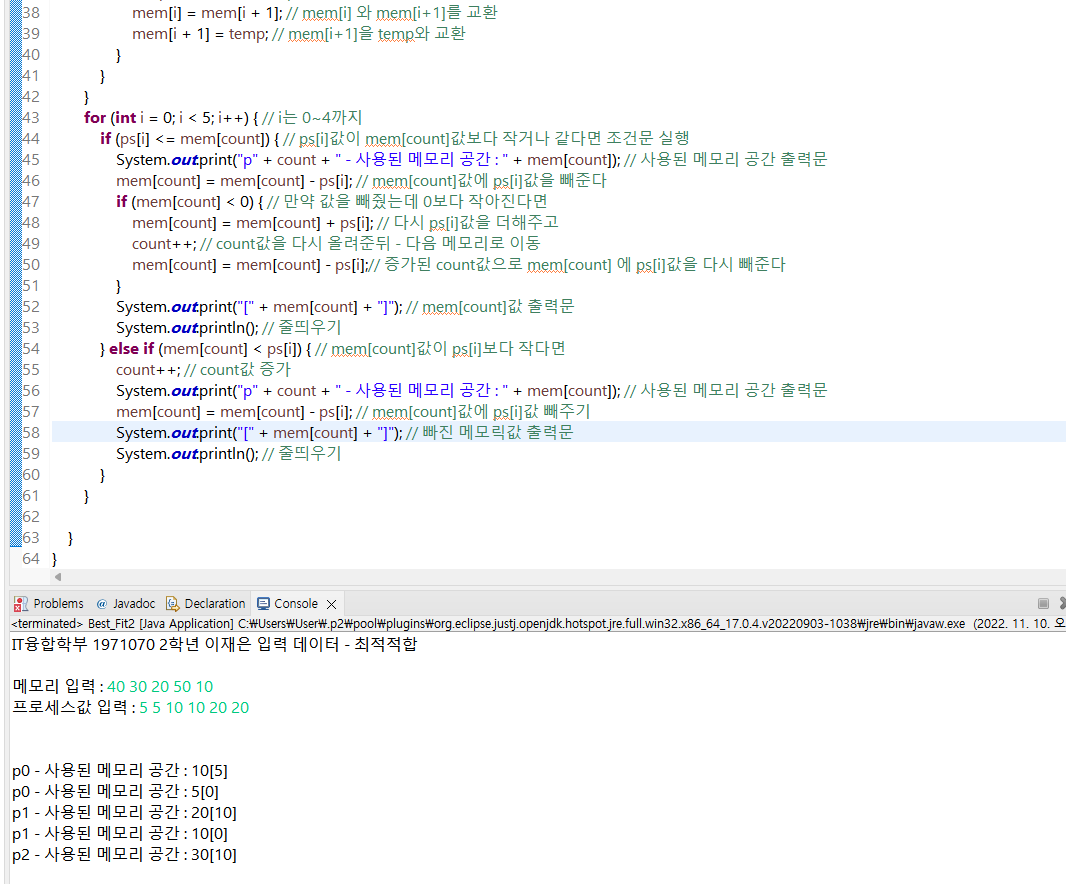 38 mem[i] = mem[i + 1]; // mem[i] 와 mem[i+1]를 교환
39 mem[i + 1] = temp; // mem[i+1]을 temp와 교환
40 }
41 }
42 }
43 for (int i = 0; i < 5; i++) { // i는 0~4까지
44 if (ps[i] <= mem[count]) { // ps[i]값이 mem[count]값보다 작거나 같다면 조건문 실행
45 System.out.print("p" + count + " - 사용된 메모리 공간 : " + mem[count]); // 사용된 메모리 공간 출력문
46 mem[count] = mem[count] - ps[i]; // mem[count]값에 ps[i]값을 빼준다
47 if (mem[count] < 0) { // 만약 값을 빼줬는데 0보다 작아진다면
48 mem[count] = mem[count] + ps[i]; // 다시 ps[i]값을 더해주고
49 count++; // count값을 다시 올려준뒤 - 다음 메모리로 이동
50 mem[count] = mem[count] - ps[i];// 증가된 count값으로 mem[count] 에 ps[i]값을 다시 빼준다
51 }
52 System.out.print("[" + mem[count] + "]"); // mem[count]값 출력문
53 System.out.println(); // 줄띄우기
54 } else if (mem[count] < ps[i]) { // mem[count]값이 ps[i]보다 작다면
55 count++; // count값 증가
56 System.out.print("p" + count + " - 사용된 메모리 공간 : " + mem[count]); // 사용된 메모리 공간 출력문
57 mem[count] = mem[count] - ps[i]; // mem[count]값에 ps[i]값 빼주기
58 System.out.print("[" + mem[count] + "]"); // 빠진 메모릭값 출력문
59 System.out.println(); // 줄띄우기
60 }
61 }
62
63 }
64 }
Problems @ Javadoc Declaration Console
<terminated> Best_Fit2 [Java Application] C:₩Users₩User₩.p2₩pool₩plugins₩org.eclipse.justj.openjdk.hotspot.jre.full.win32.x86_64_17.0.4.v20220903-1038₩jre₩bin₩javaw.exe (2022. 11. 10. 오
IT융합학부 1971070 2학년 이재은 입력 데이터 - 최적적합
메모리 입력 : 40 30 20 50 10
프로세스값 입력 : 5 5 10 10 20 20
p0 - 사용된 메모리 공간 : 10[5]
p0 - 사용된 메모리 공간 : 5[0]
p1 - 사용된 메모리 공간 : 20[10]
p1 - 사용된 메모리 공간 : 10[0]
p2 - 사용된 메모리 공간 : 30[10]